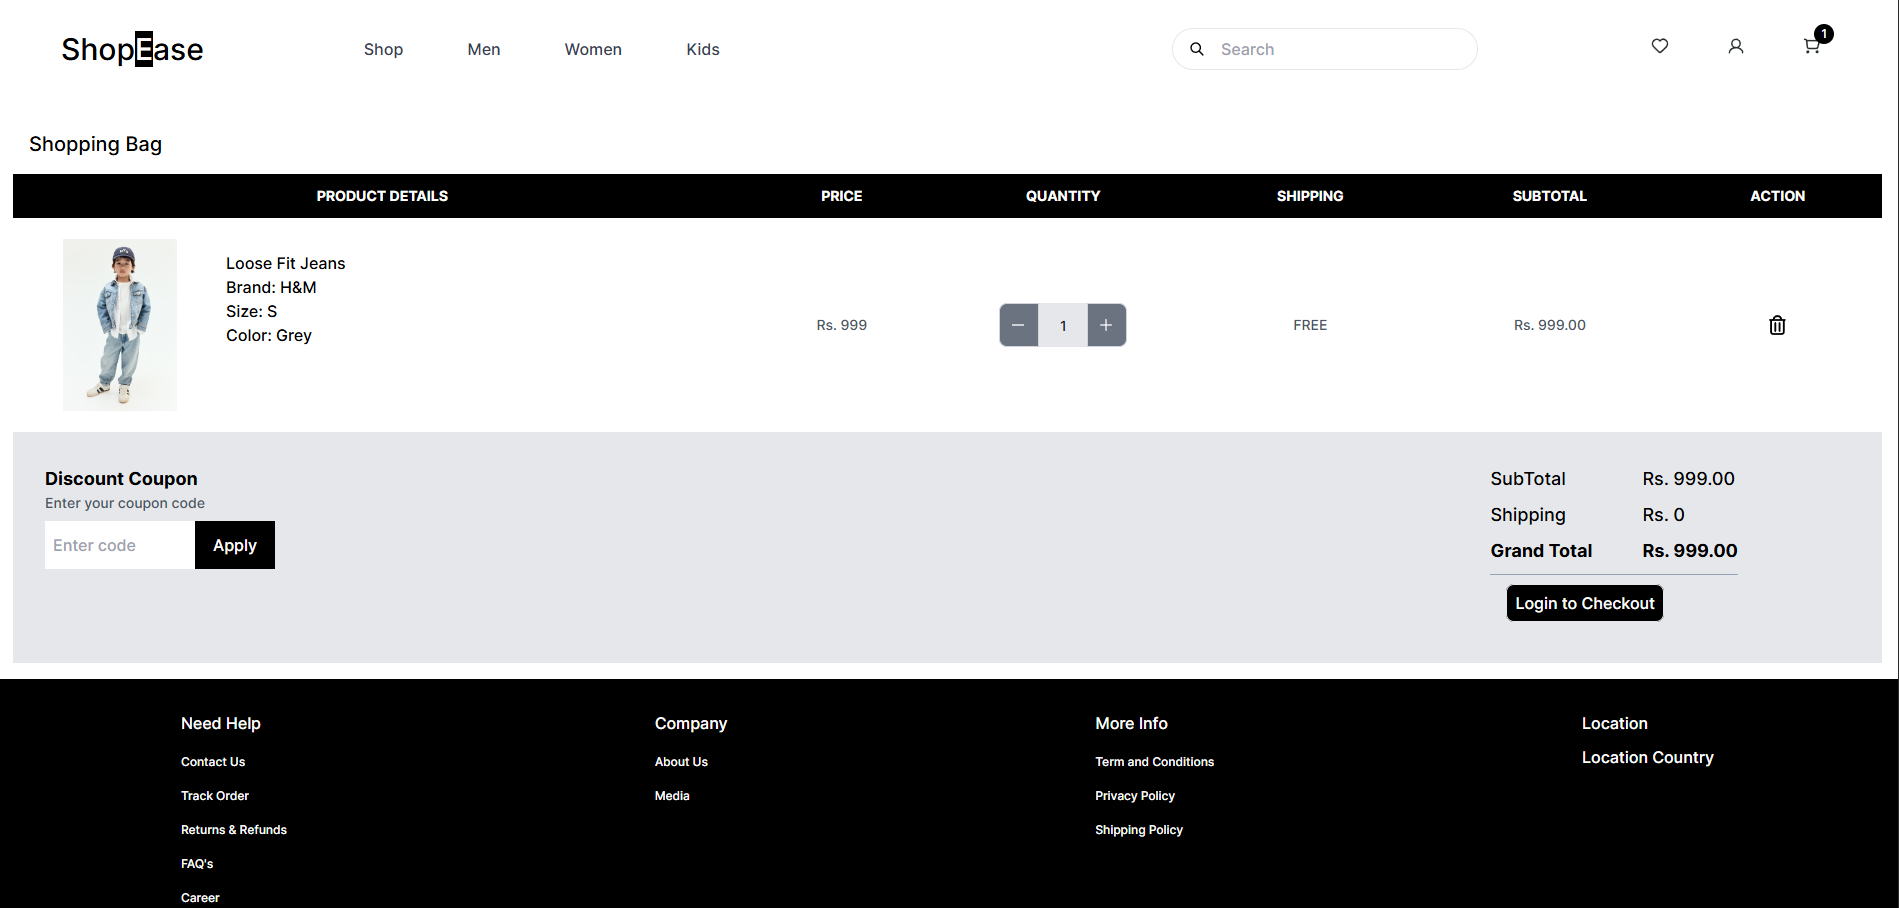 ShopEase
Shop Men Women Kids
Search
1
Shopping Bag
PRODUCT DETAILS PRICE QUANTITY SHIPPING SUBTOTAL ACTION
Loose Fit Jeans
Brand: H&M
Size: S
Color: Grey
Rs. 999 − 1 + FREE Rs. 999.00
Discount Coupon
Enter your coupon code
Enter code Apply
SubTotal Rs. 999.00
Shipping Rs. 0
Grand Total Rs. 999.00
Login to Checkout
Need Help
Contact Us
Track Order
Returns & Refunds
FAQ's
Career
Company
About Us
Media
More Info
Term and Conditions
Privacy Policy
Shipping Policy
Location
Location Country